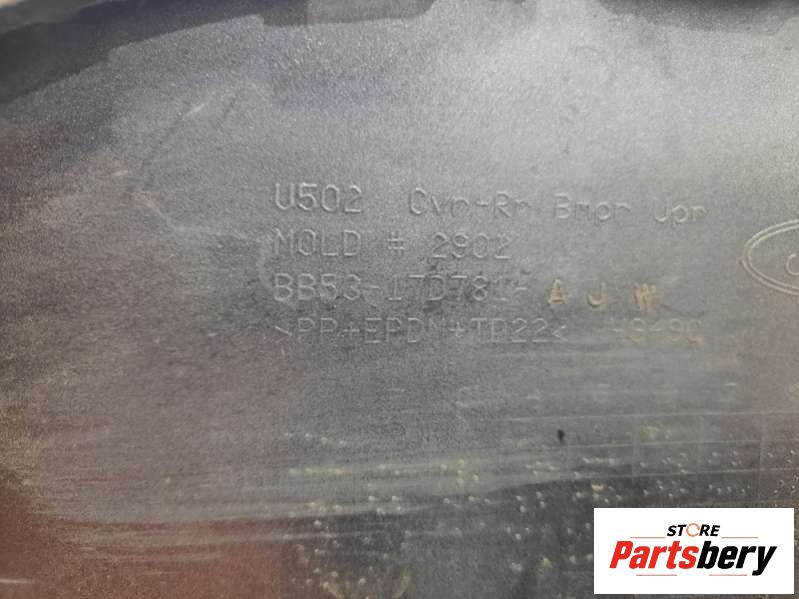 U502 Cvr-Rr Bmpr Upr
MOLD # 2902
BB53-17D781- A J W
>PP+EPDM+TD22<
STORE
Partsbery